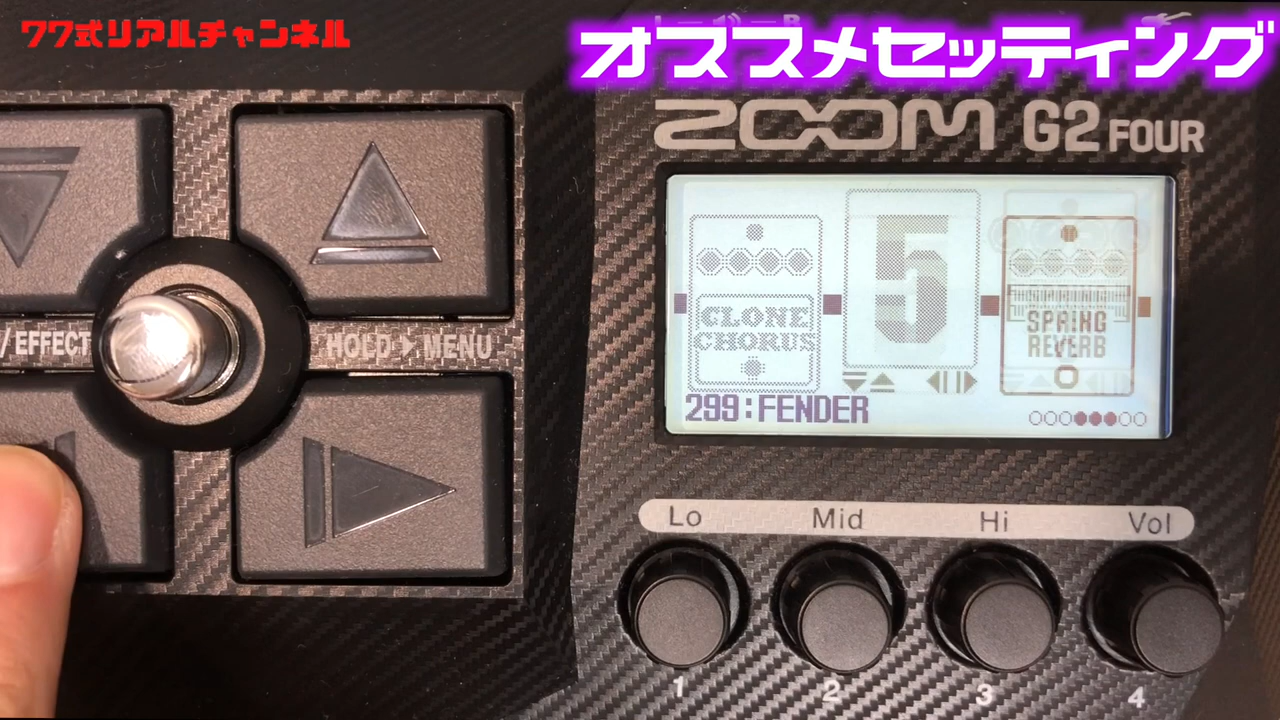 ワワ式リアルチャンネル
オススメセッティング
ZOOM G2 FOUR
CLONE
CHORUS
5
SPRING
REVERB
299:FENDER
/EFFECT
HOLD▶MENU
Lo Mid Hi Vol
1 2 3 4